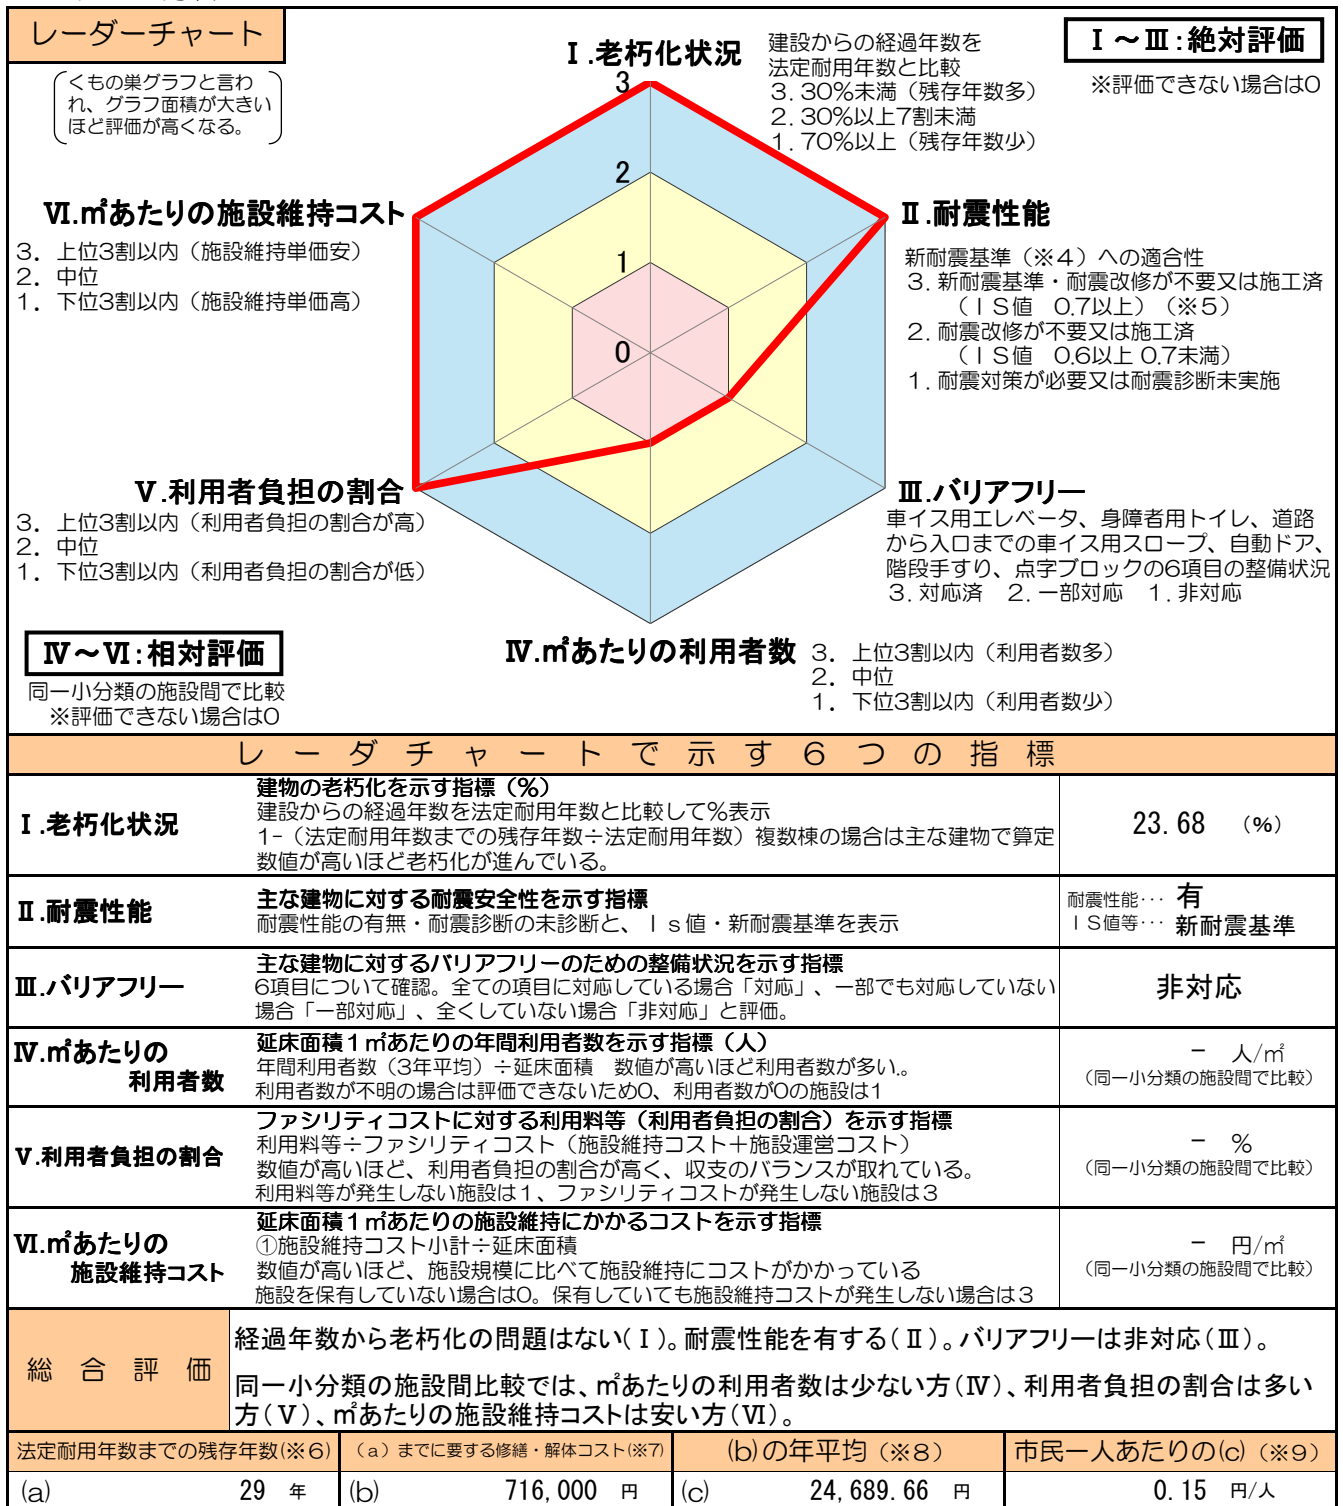 レーダーチャート
くもの巣グラフと言わ
れ、グラフ面積が大きい
ほど評価が高くなる。
Ⅰ～Ⅲ：絶対評価
※評価できない場合は0
Ⅰ.老朽化状況
建設からの経過年数を
法定耐用年数と比較
3. 30%未満（残存年数多）
2. 30%以上7割未満
1. 70%以上（残存年数少）
3
2
1
0
Ⅵ.㎡あたりの施設維持コスト
3. 上位3割以内（施設維持単価安）
2. 中位
1. 下位3割以内（施設維持単価高）
Ⅱ.耐震性能
新耐震基準（※4）への適合性
3. 新耐震基準・耐震改修が不要又は施工済
（ＩＳ値 0.7以上）（※5）
2. 耐震改修が不要又は施工済
（ＩＳ値 0.6以上 0.7未満）
1. 耐震対策が必要又は耐震診断未実施
Ⅴ.利用者負担の割合
3. 上位3割以内（利用者負担の割合が高）
2. 中位
1. 下位3割以内（利用者負担の割合が低）
Ⅲ.バリアフリー
車イス用エレベータ、身障者用トイレ、道路
から入口までの車イス用スロープ、自動ドア、
階段手すり、点字ブロックの6項目の整備状況
3. 対応済 2. 一部対応 1. 非対応
Ⅳ～Ⅵ：相対評価
同一小分類の施設間で比較
※評価できない場合は0
Ⅳ.㎡あたりの利用者数
3. 上位3割以内（利用者数多）
2. 中位
1. 下位3割以内（利用者数少）
レーダチャートで示す6つの指標
Ⅰ.老朽化状況
建物の老朽化を示す指標（%）
建設からの経過年数を法定耐用年数と比較して%表示
1-（法定耐用年数までの残存年数÷法定耐用年数）複数棟の場合は主な建物で算定
数値が高いほど老朽化が進んでいる。
23.68 （%）
Ⅱ.耐震性能
主な建物に対する耐震安全性を示す指標
耐震性能の有無・耐震診断の未診断と、Ｉｓ値・新耐震基準を表示
耐震性能… 有
ＩＳ値等… 新耐震基準
Ⅲ.バリアフリー
主な建物に対するバリアフリーのための整備状況を示す指標
6項目について確認。全ての項目に対応している場合「対応」、一部でも対応していない
場合「一部対応」、全くしていない場合「非対応」と評価。
非対応
Ⅳ.㎡あたりの
利用者数
延床面積１㎡あたりの年間利用者数を示す指標（人）
年間利用者数（3年平均）÷延床面積 数値が高いほど利用者数が多い。
利用者数が不明の場合は評価できないため0、利用者数が0の施設は1
－ 人/㎡
（同一小分類の施設間で比較）
Ⅴ.利用者負担の割合
ファシリティコストに対する利用料等（利用者負担の割合）を示す指標
利用料等÷ファシリティコスト（施設維持コスト＋施設運営コスト）
数値が高いほど、利用者負担の割合が高く、収支のバランスが取れている。
利用料等が発生しない施設は１、ファシリティコストが発生しない施設は３
－ %
（同一小分類の施設間で比較）
Ⅵ.㎡あたりの
施設維持コスト
延床面積１㎡あたりの施設維持にかかるコストを示す指標
①施設維持コスト小計÷延床面積
数値が高いほど、施設規模に比べて施設維持にコストがかかっている
施設を保有していない場合は0。保有していても施設維持コストが発生しない場合は３
－ 円/㎡
（同一小分類の施設間で比較）
総合評価
経過年数から老朽化の問題はない（Ⅰ）。耐震性能を有する（Ⅱ）。バリアフリーは非対応（Ⅲ）。
同一小分類の施設間比較では、㎡あたりの利用者数は少ない方（Ⅳ）、利用者負担の割合は多い
方（Ⅴ）、㎡あたりの施設維持コストは安い方（Ⅵ）。
法定耐用年数までの残存年数(※6)
（a）までに要する修繕・解体コスト(※7)
(b)の年平均（※8）
市民一人あたりの(c)（※9）
(a) 29 年
(b) 716,000 円
(c) 24,689.66 円
0.15 円/人